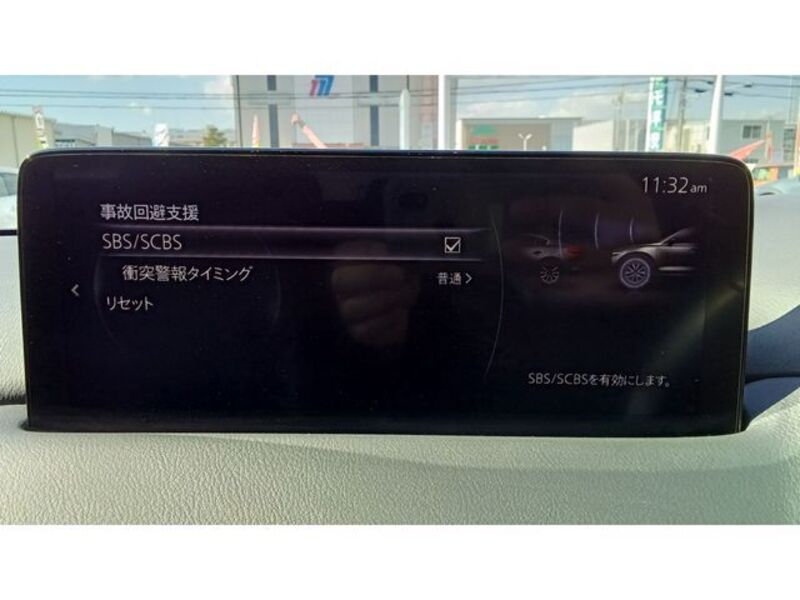 11:32am
事故回避支援
SBS/SCBS
衝突警報タイミング 普通
リセット
SBS/SCBSを有効にします。